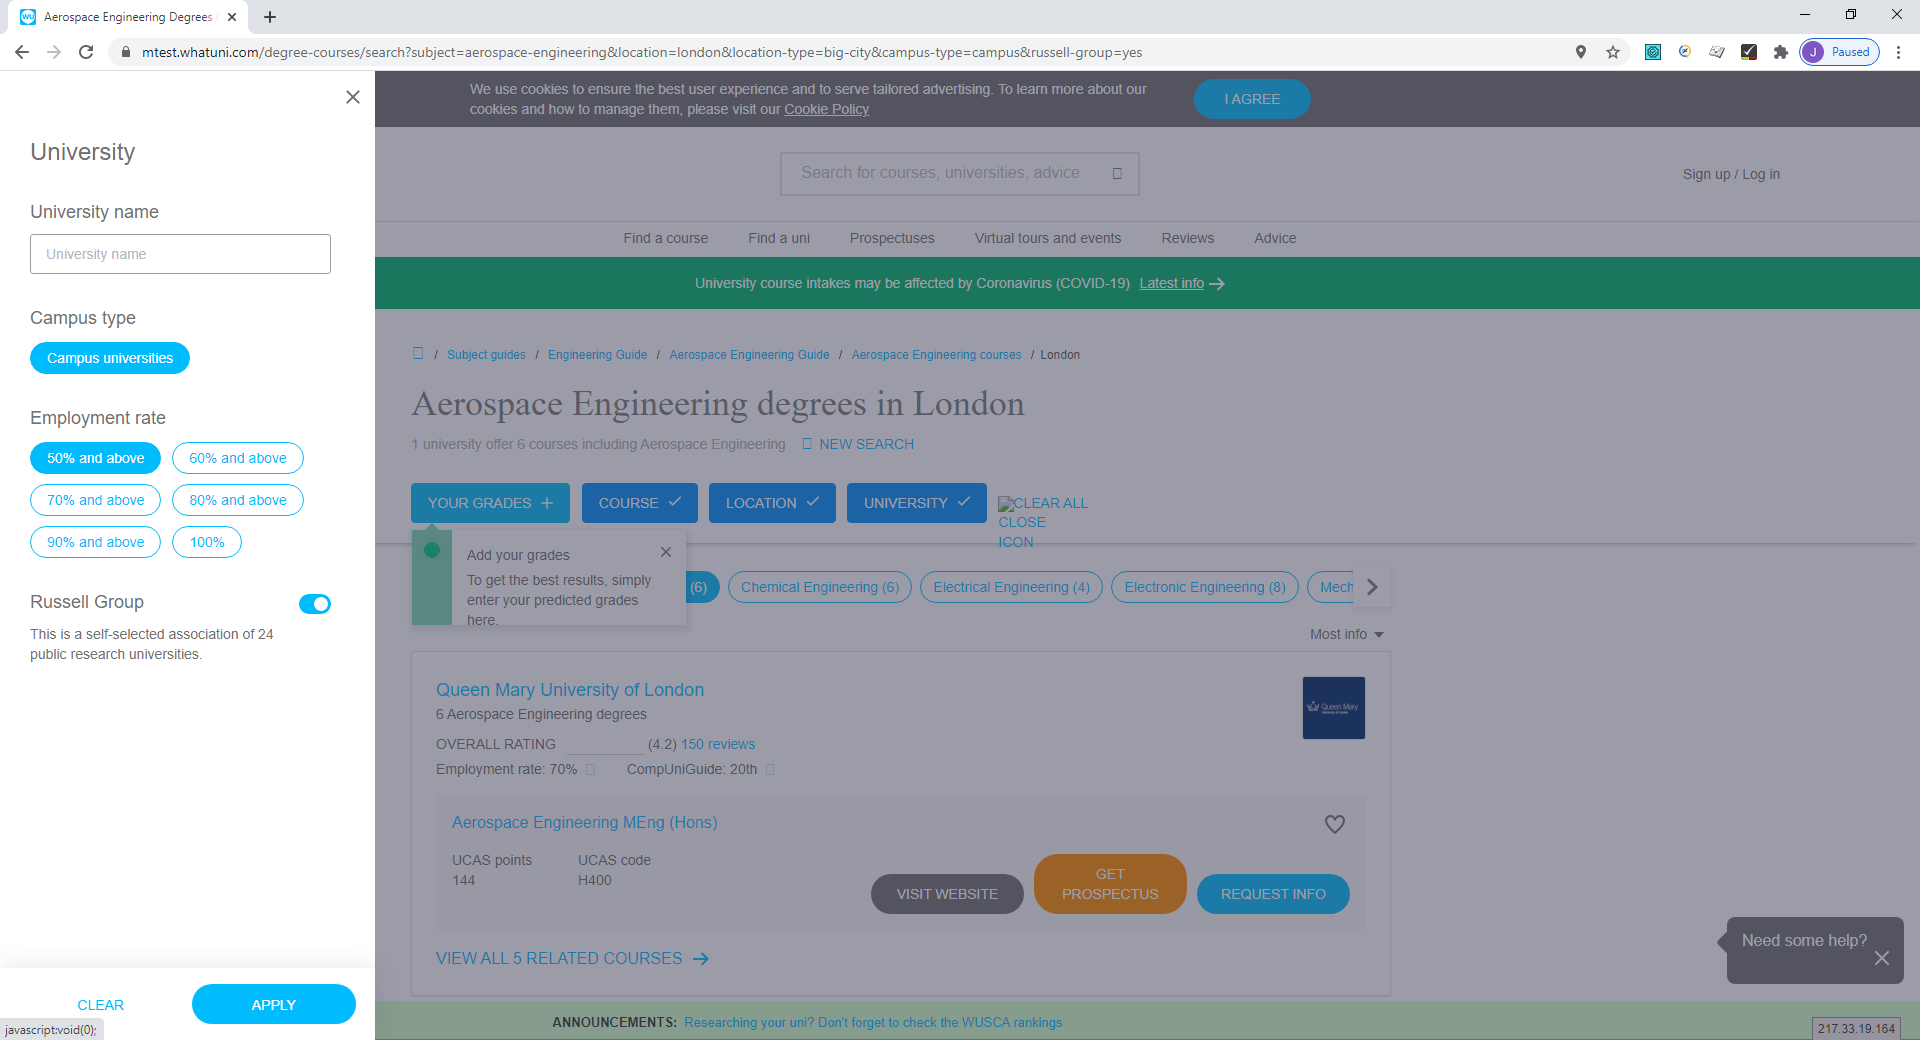 Aerospace Engineering Degrees
mtest.whatuni.com/degree-courses/search?subject=aerospace-engineering&location=london&location-type=big-city&campus-type=campus&russell-group=yes
J Paused
University
University name
University name
Campus type
Campus universities
Employment rate
50% and above 60% and above
70% and above 80% and above
90% and above 100%
Russell Group
This is a self-selected association of 24
public research universities.
CLEAR APPLY
javascript:void(0);
We use cookies to ensure the best user experience and to serve tailored advertising. To learn more about our
cookies and how to manage them, please visit our Cookie Policy
I AGREE
Search for courses, universities, advice
Sign up / Log in
Find a course Find a uni Prospectuses Virtual tours and events Reviews Advice
University course intakes may be affected by Coronavirus (COVID-19) Latest info
/ Subject guides / Engineering Guide / Aerospace Engineering Guide / Aerospace Engineering courses / London
Aerospace Engineering degrees in London
1 university offer 6 courses including Aerospace Engineering NEW SEARCH
YOUR GRADES COURSE LOCATION UNIVERSITY
CLEAR ALL
CLOSE
ICON
Add your grades
To get the best results, simply
enter your predicted grades
here.
(6) Chemical Engineering (6) Electrical Engineering (4) Electronic Engineering (8) Mech
Most info
Queen Mary University of London
6 Aerospace Engineering degrees
OVERALL RATING (4.2) 150 reviews
Employment rate: 70% CompUniGuide: 20th
Queen Mary
Aerospace Engineering MEng (Hons)
UCAS points UCAS code
144 H400
VISIT WEBSITE
GET
PROSPECTUS
REQUEST INFO
VIEW ALL 5 RELATED COURSES
Need some help?
ANNOUNCEMENTS: Researching your uni? Don't forget to check the WUSCA rankings
217.33.19.164